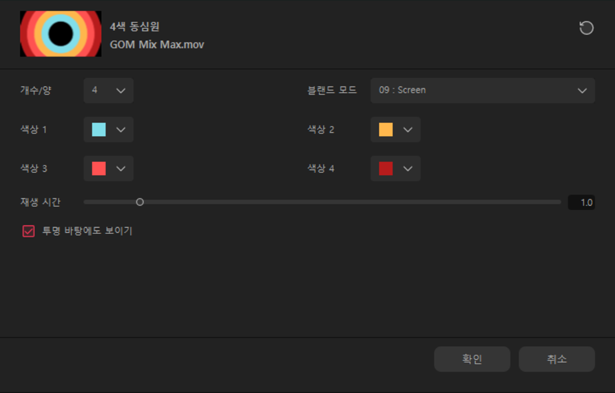 4색 동심원
GOM Mix Max.mov
개수/양 4 블랜드 모드 09 : Screen
색상 1 색상 2
색상 3 색상 4
재생 시간 1.0
투명 바탕에도 보이기
확인 취소